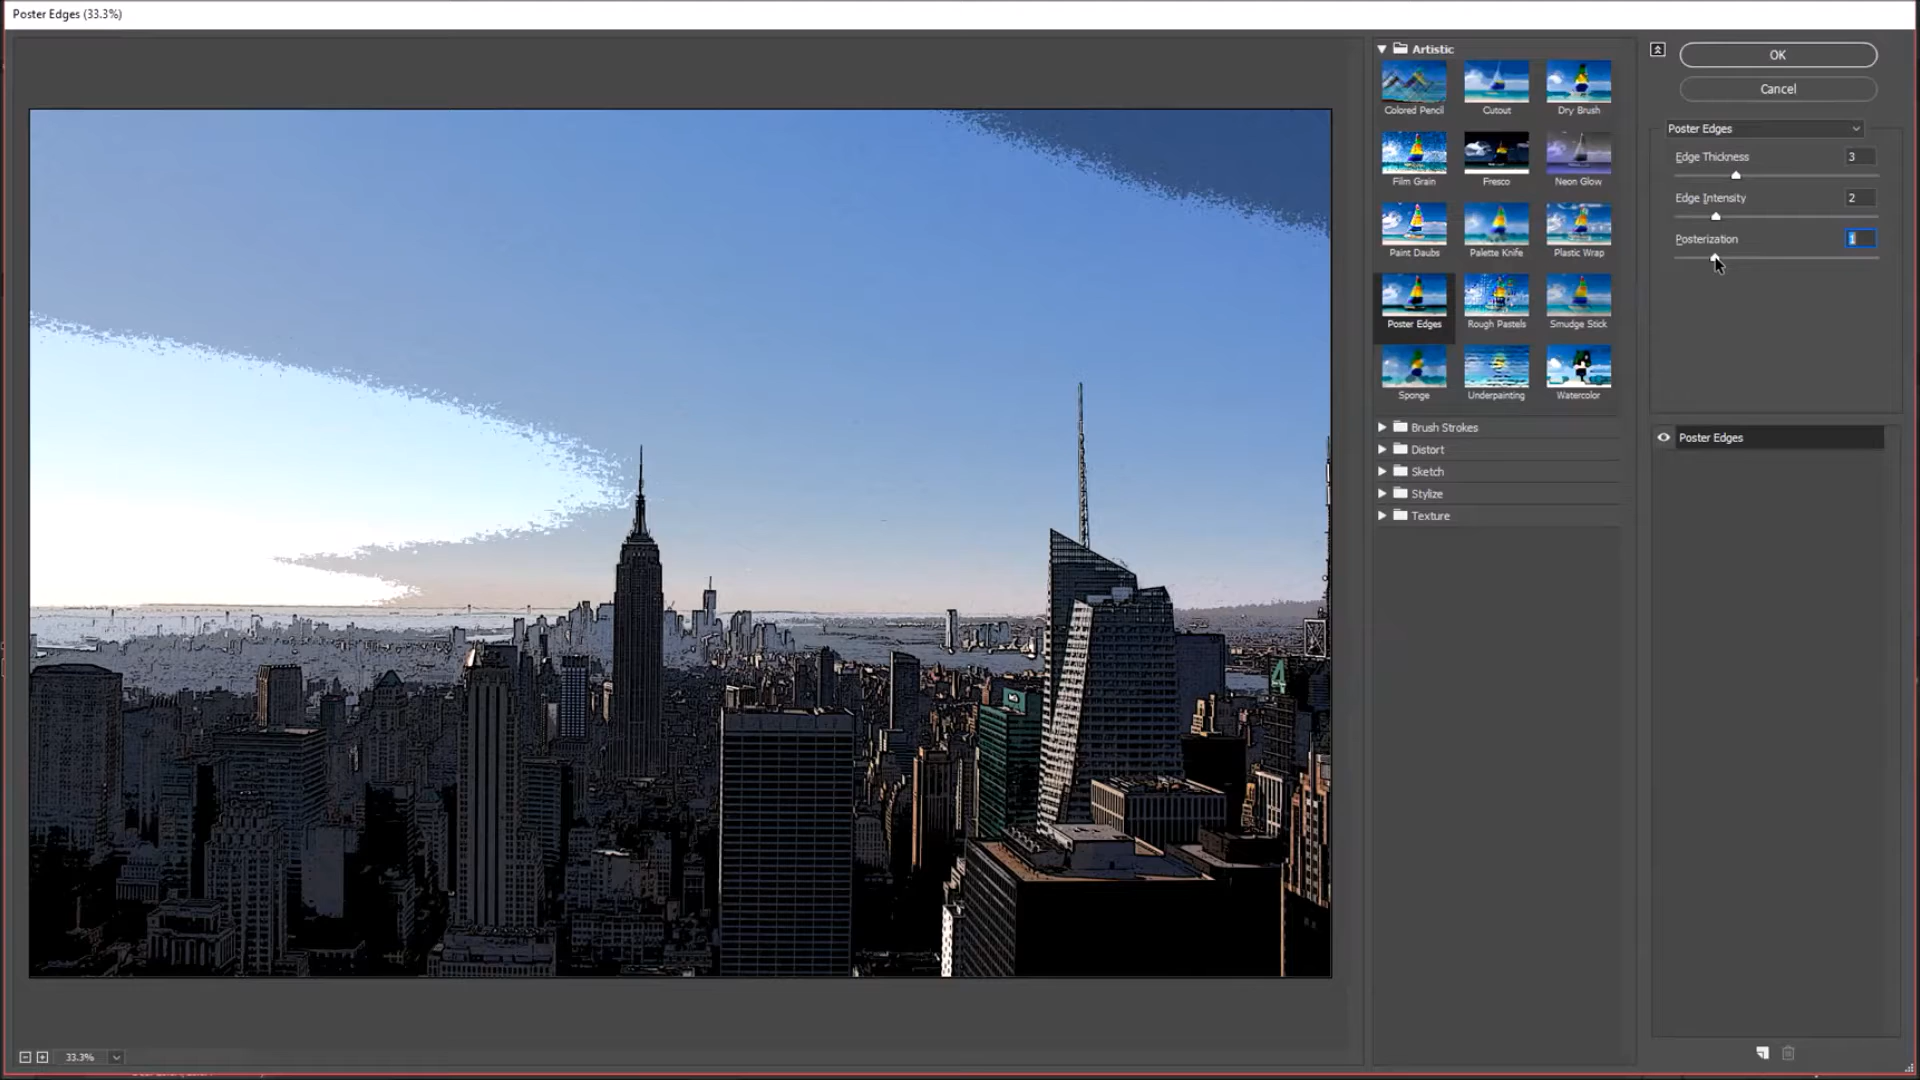 Poster Edges (33.3%)
Artistic
Colored Pencil
Cutout
Dry Brush
Film Grain
Fresco
Neon Glow
Paint Daubs
Palette Knife
Plastic Wrap
Poster Edges
Rough Pastels
Smudge Stick
Sponge
Underpainting
Watercolor
Brush Strokes
Distort
Sketch
Stylize
Texture
OK
Cancel
Poster Edges
Edge Thickness 3
Edge Intensity 2
Posterization 1
Poster Edges
4
33.3%